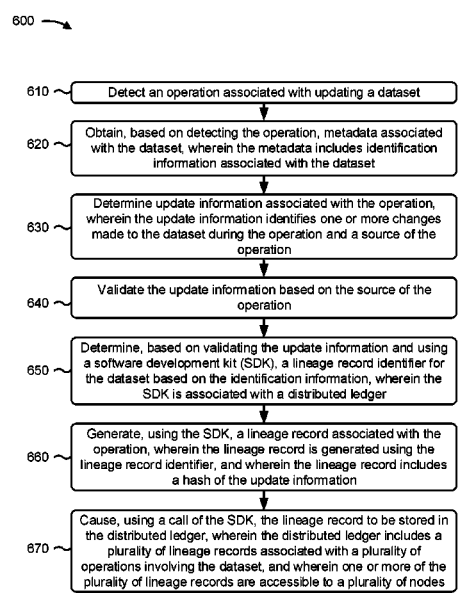 600
610
Detect an operation associated with updating a dataset
620
Obtain, based on detecting the operation, metadata associated
with the dataset, wherein the metadata includes identification
information associated with the dataset
630
Determine update information associated with the operation,
wherein the update information identifies one or more changes
made to the dataset during the operation and a source of the
operation
640
Validate the update information based on the source of the
operation
650
Determine, based on validating the update information and using
a software development kit (SDK), a lineage record identifier for
the dataset based on the identification information, wherein the
SDK is associated with a distributed ledger
660
Generate, using the SDK, a lineage record associated with the
operation, wherein the lineage record is generated using the
lineage record identifier, and wherein the lineage record includes
a hash of the update information
670
Cause, using a call of the SDK, the lineage record to be stored in
the distributed ledger, wherein the distributed ledger includes a
plurality of lineage records associated with a plurality of
operations involving the dataset, and wherein one or more of the
plurality of lineage records are accessible to a plurality of nodes